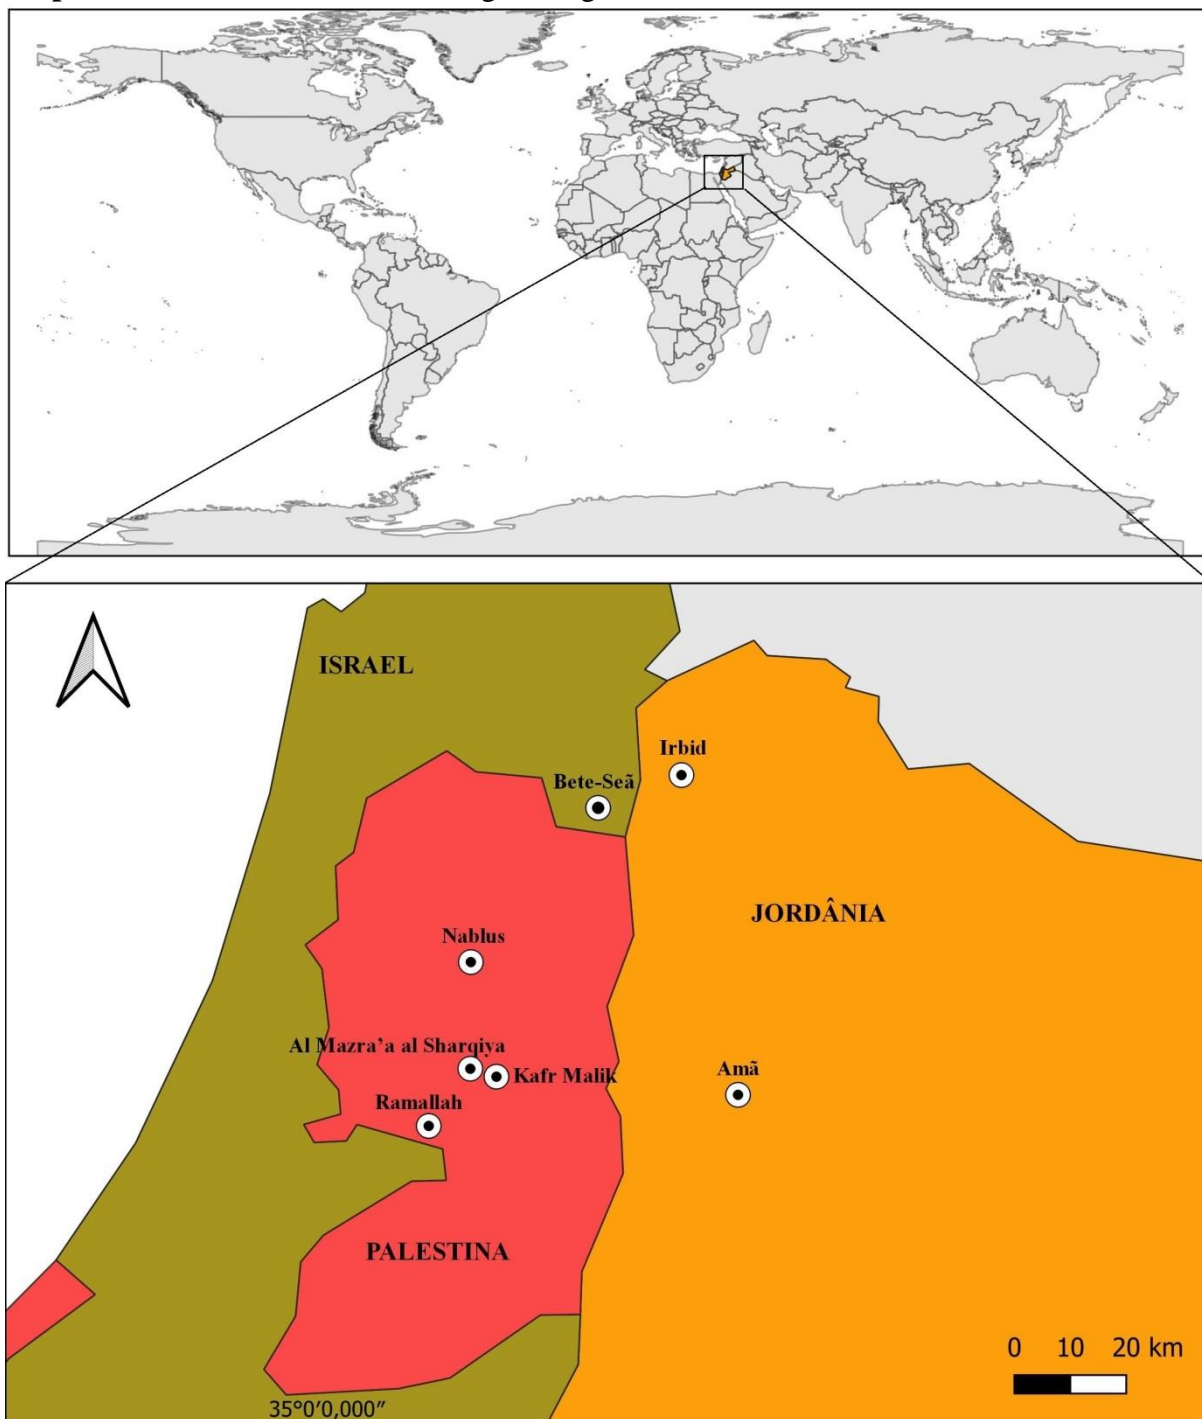 ISRAEL
Irbid
Bete-Seã
JORDÂNIA
Nablus
Al Mazra’a al Sharqiya
Kafr Malik
Amã
Ramallah
PALESTINA
0 10 20 km
35°0′0,000″